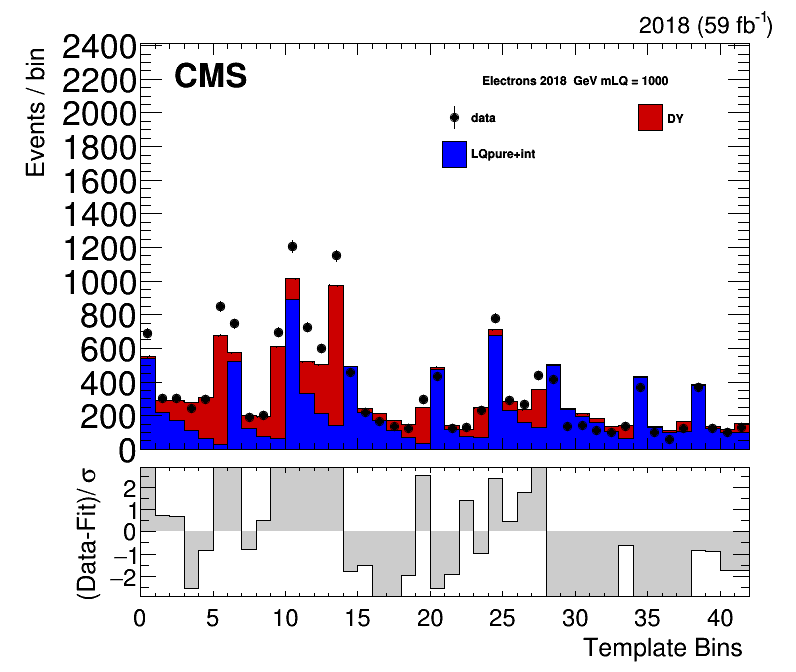 2018 (59 fb-1)
CMS
Electrons 2018 GeV mLQ = 1000
data
DY
LQpure+int
Events / bin
2400
2200
2000
1800
1600
1400
1200
1000
800
600
400
200
0
(Data-Fit)/ σ
2
1
0
−1
−2
0 5 10 15 20 25 30 35 40
Template Bins